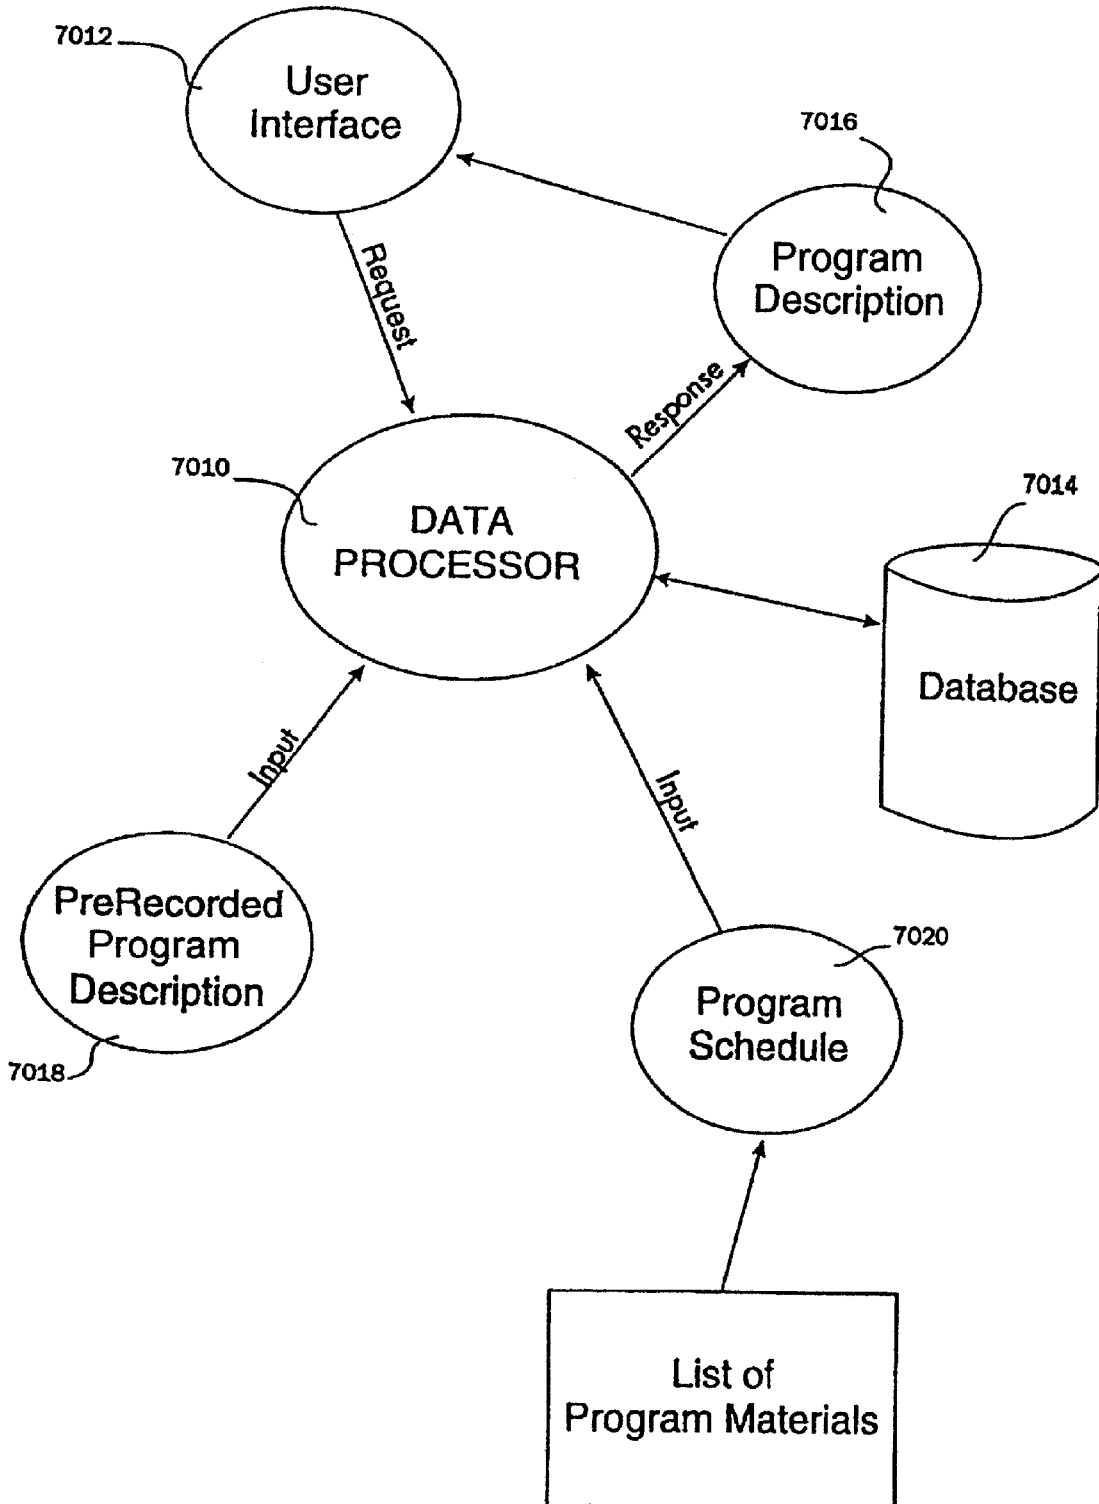 7012
User
Interface
7016
Program
Description
Request
Response
7010
DATA
PROCESSOR
7014
Database
Input
Input
PreRecorded
Program
Description
7018
7020
Program
Schedule
List of
Program Materials